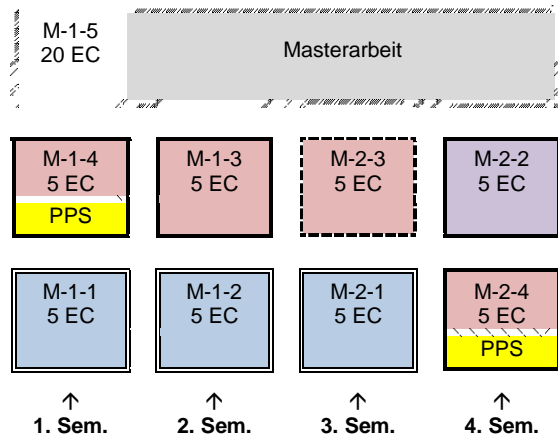 M-1-5
20 EC
Masterarbeit
M-1-4
5 EC
PPS
M-1-3
5 EC
M-2-3
5 EC
M-2-2
5 EC
M-1-1
5 EC
M-1-2
5 EC
M-2-1
5 EC
M-2-4
5 EC
PPS
↑ ↑ ↑ ↑
1. Sem. 2. Sem. 3. Sem. 4. Sem.